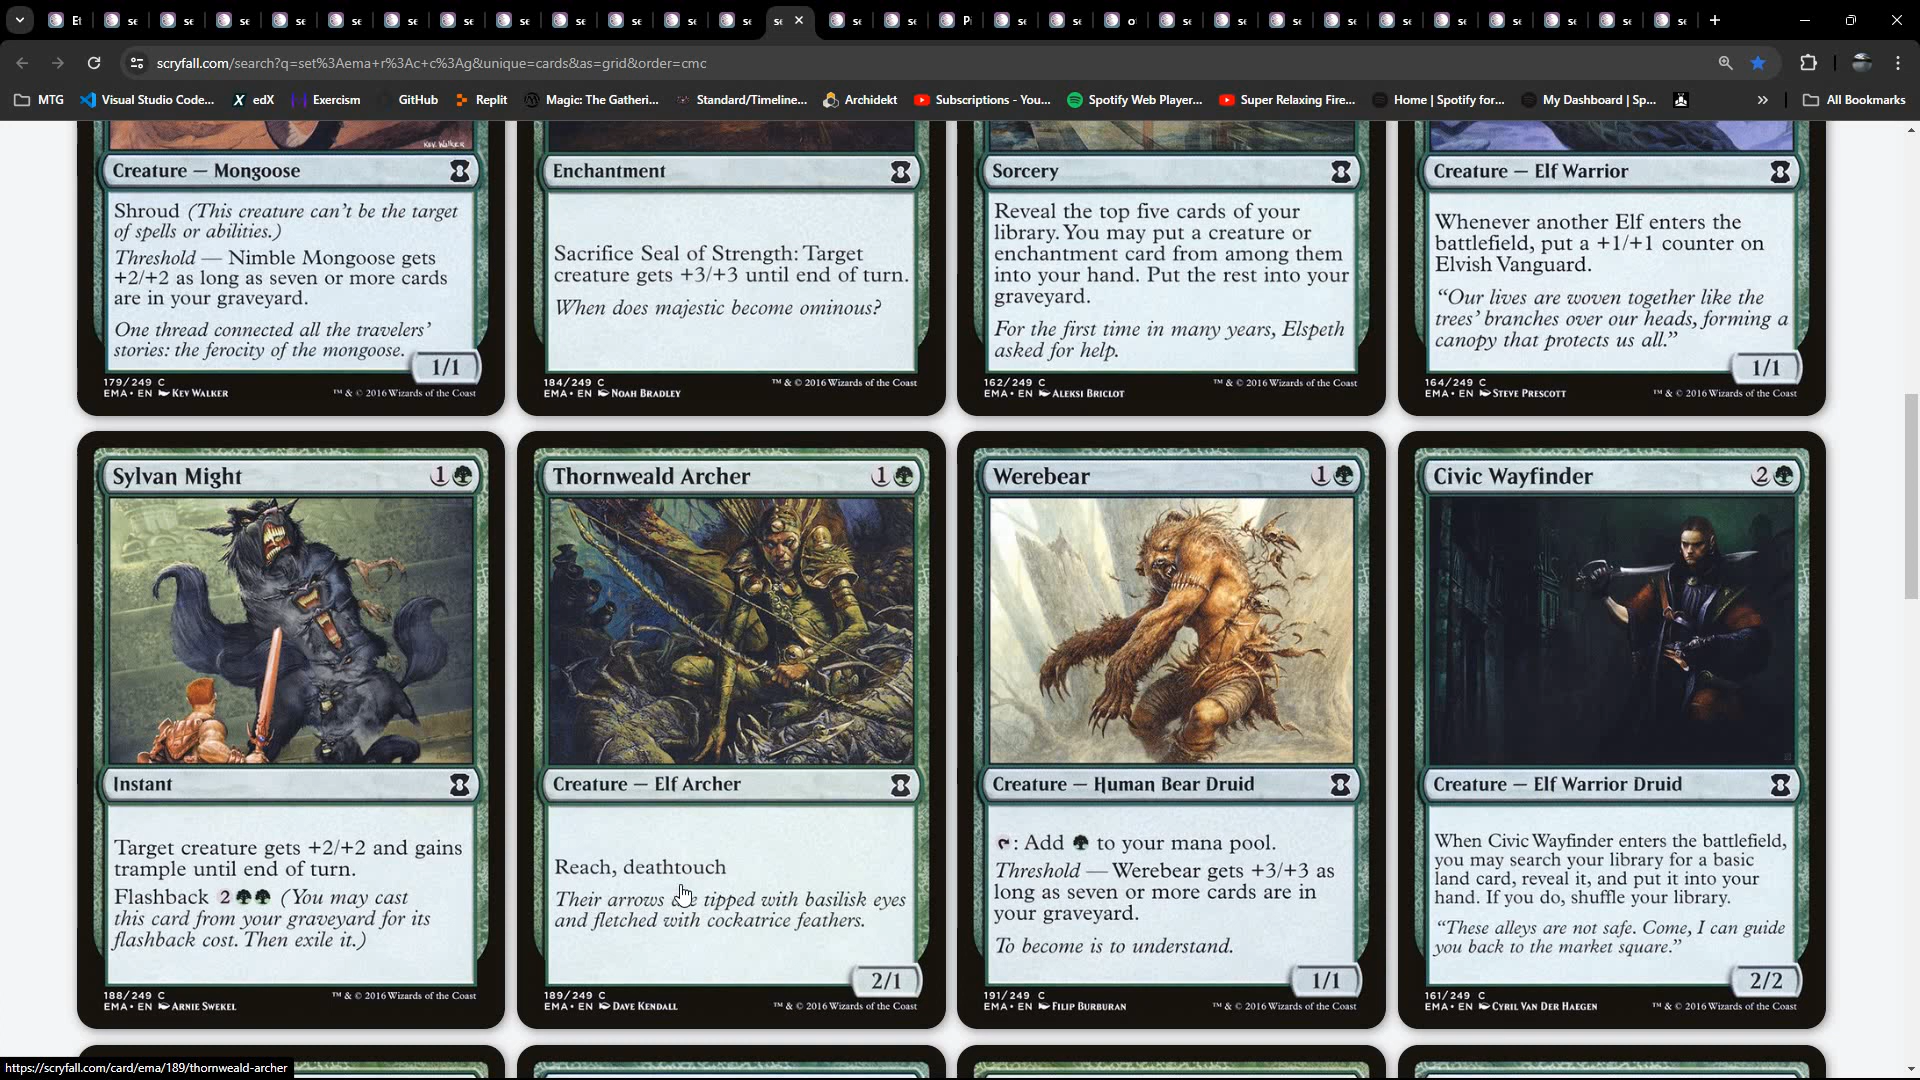 scryfall.com/search?q=set%3Aema+r%3Ac+c%3Ag&unique=cards&as=grid&order=cmc
MTG
Visual Studio Code...
edX
Exercism
GitHub
Replit
Magic: The Gatheri...
Standard/Timeline...
Archidekt
Subscriptions - You...
Spotify Web Player...
Super Relaxing Fire...
Home | Spotify for...
My Dashboard | Sp...
All Bookmarks
Kev Walker
Creature — Mongoose
Shroud (This creature can't be the target
of spells or abilities.)
Threshold — Nimble Mongoose gets
+2/+2 as long as seven or more cards
are in your graveyard.
One thread connected all the travelers'
stories: the ferocity of the mongoose.
1/1
179/249 C
EMA • EN Kev Walker
™ & © 2016 Wizards of the Coast
Enchantment
Sacrifice Seal of Strength: Target
creature gets +3/+3 until end of turn.
When does majestic become ominous?
184/249 C
EMA • EN Noah Bradley
™ & © 2016 Wizards of the Coast
Sorcery
Reveal the top five cards of your
library. You may put a creature or
enchantment card from among them
into your hand. Put the rest into your
graveyard.
For the first time in many years, Elspeth
asked for help.
162/249 C
EMA • EN Aleksi Briclot
™ & © 2016 Wizards of the Coast
Creature — Elf Warrior
Whenever another Elf enters the
battlefield, put a +1/+1 counter on
Elvish Vanguard.
"Our lives are woven together like the
trees' branches over our heads, forming a
canopy that protects us all."
1/1
164/249 C
EMA • EN Steve Prescott
™ & © 2016 Wizards of the Coast
Sylvan Might
1
Instant
Target creature gets +2/+2 and gains
trample until end of turn.
Flashback 2 (You may cast
this card from your graveyard for its
flashback cost. Then exile it.)
188/249 C
EMA • EN Arnie Swekel
™ & © 2016 Wizards of the Coast
Thornweald Archer
1
Creature — Elf Archer
Reach, deathtouch
Their arrows tipped with basilisk eyes
and fletched with cockatrice feathers.
2/1
189/249 C
EMA • EN Dave Kendall
™ & © 2016 Wizards of the Coast
Werebear
1
Creature — Human Bear Druid
: Add to your mana pool.
Threshold — Werebear gets +3/+3 as
long as seven or more cards are in
your graveyard.
To become is to understand.
1/1
191/249 C
EMA • EN Filip Burburan
™ & © 2016 Wizards of the Coast
Civic Wayfinder
2
Creature — Elf Warrior Druid
When Civic Wayfinder enters the battlefield,
you may search your library for a basic
land card, reveal it, and put it into your
hand. If you do, shuffle your library.
"These alleys are not safe. Come, I can guide
you back to the market square."
2/2
161/249 C
EMA • EN Cyril Van Der Haegen
™ & © 2016 Wizards of the Coast
https://scryfall.com/card/ema/189/thornweald-archer